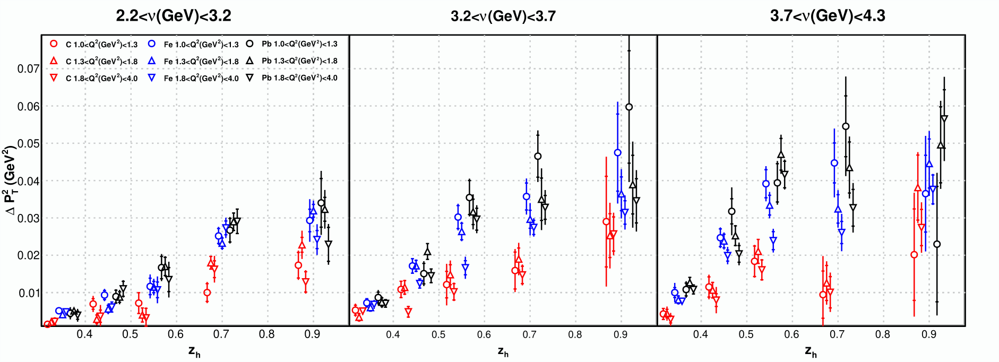 2.2<ν(GeV)<3.2
3.2<ν(GeV)<3.7
3.7<ν(GeV)<4.3
C 1.0<Q²(GeV²)<1.3 Fe 1.0<Q²(GeV²)<1.3 Pb 1.0<Q²(GeV²)<1.3
C 1.3<Q²(GeV²)<1.8 Fe 1.3<Q²(GeV²)<1.8 Pb 1.3<Q²(GeV²)<1.8
C 1.8<Q²(GeV²)<4.0 Fe 1.8<Q²(GeV²)<4.0 Pb 1.8<Q²(GeV²)<4.0
Δ P_T² (GeV²)
0.07
0.06
0.05
0.04
0.03
0.02
0.01
0.4 0.5 0.6 0.7 0.8 0.9
0.4 0.5 0.6 0.7 0.8 0.9
0.4 0.5 0.6 0.7 0.8 0.9
z_h
z_h
z_h